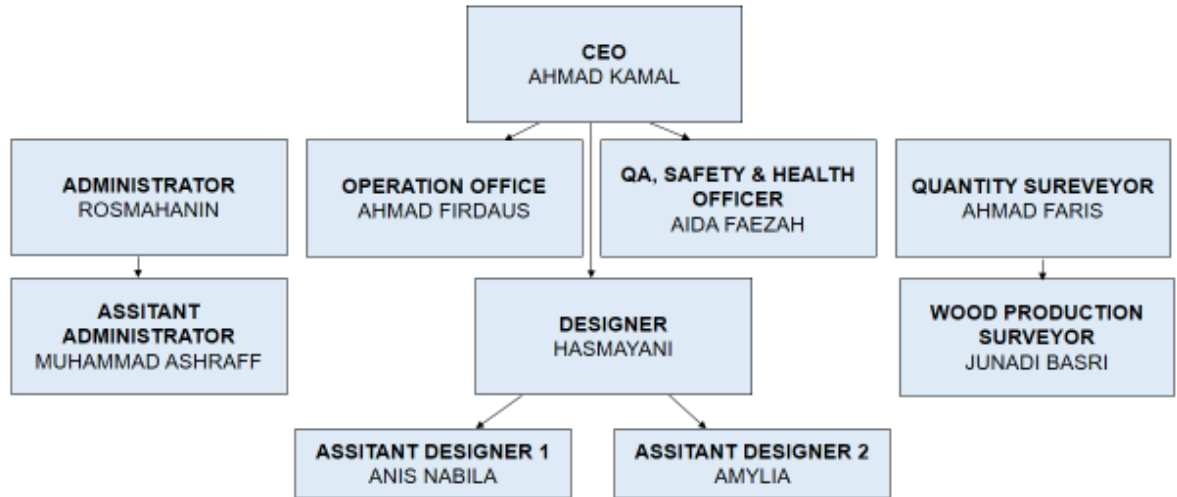 CEO
AHMAD KAMAL
ADMINISTRATOR
ROSMAHANIN
OPERATION OFFICE
AHMAD FIRDAUS
QA, SAFETY & HEALTH
OFFICER
AIDA FAEZAH
QUANTITY SUREVEYOR
AHMAD FARIS
ASSITANT
ADMINISTRATOR
MUHAMMAD ASHRAFF
DESIGNER
HASMAYANI
WOOD PRODUCTION
SURVEYOR
JUNADI BASRI
ASSITANT DESIGNER 1
ANIS NABILA
ASSITANT DESIGNER 2
AMYLIA